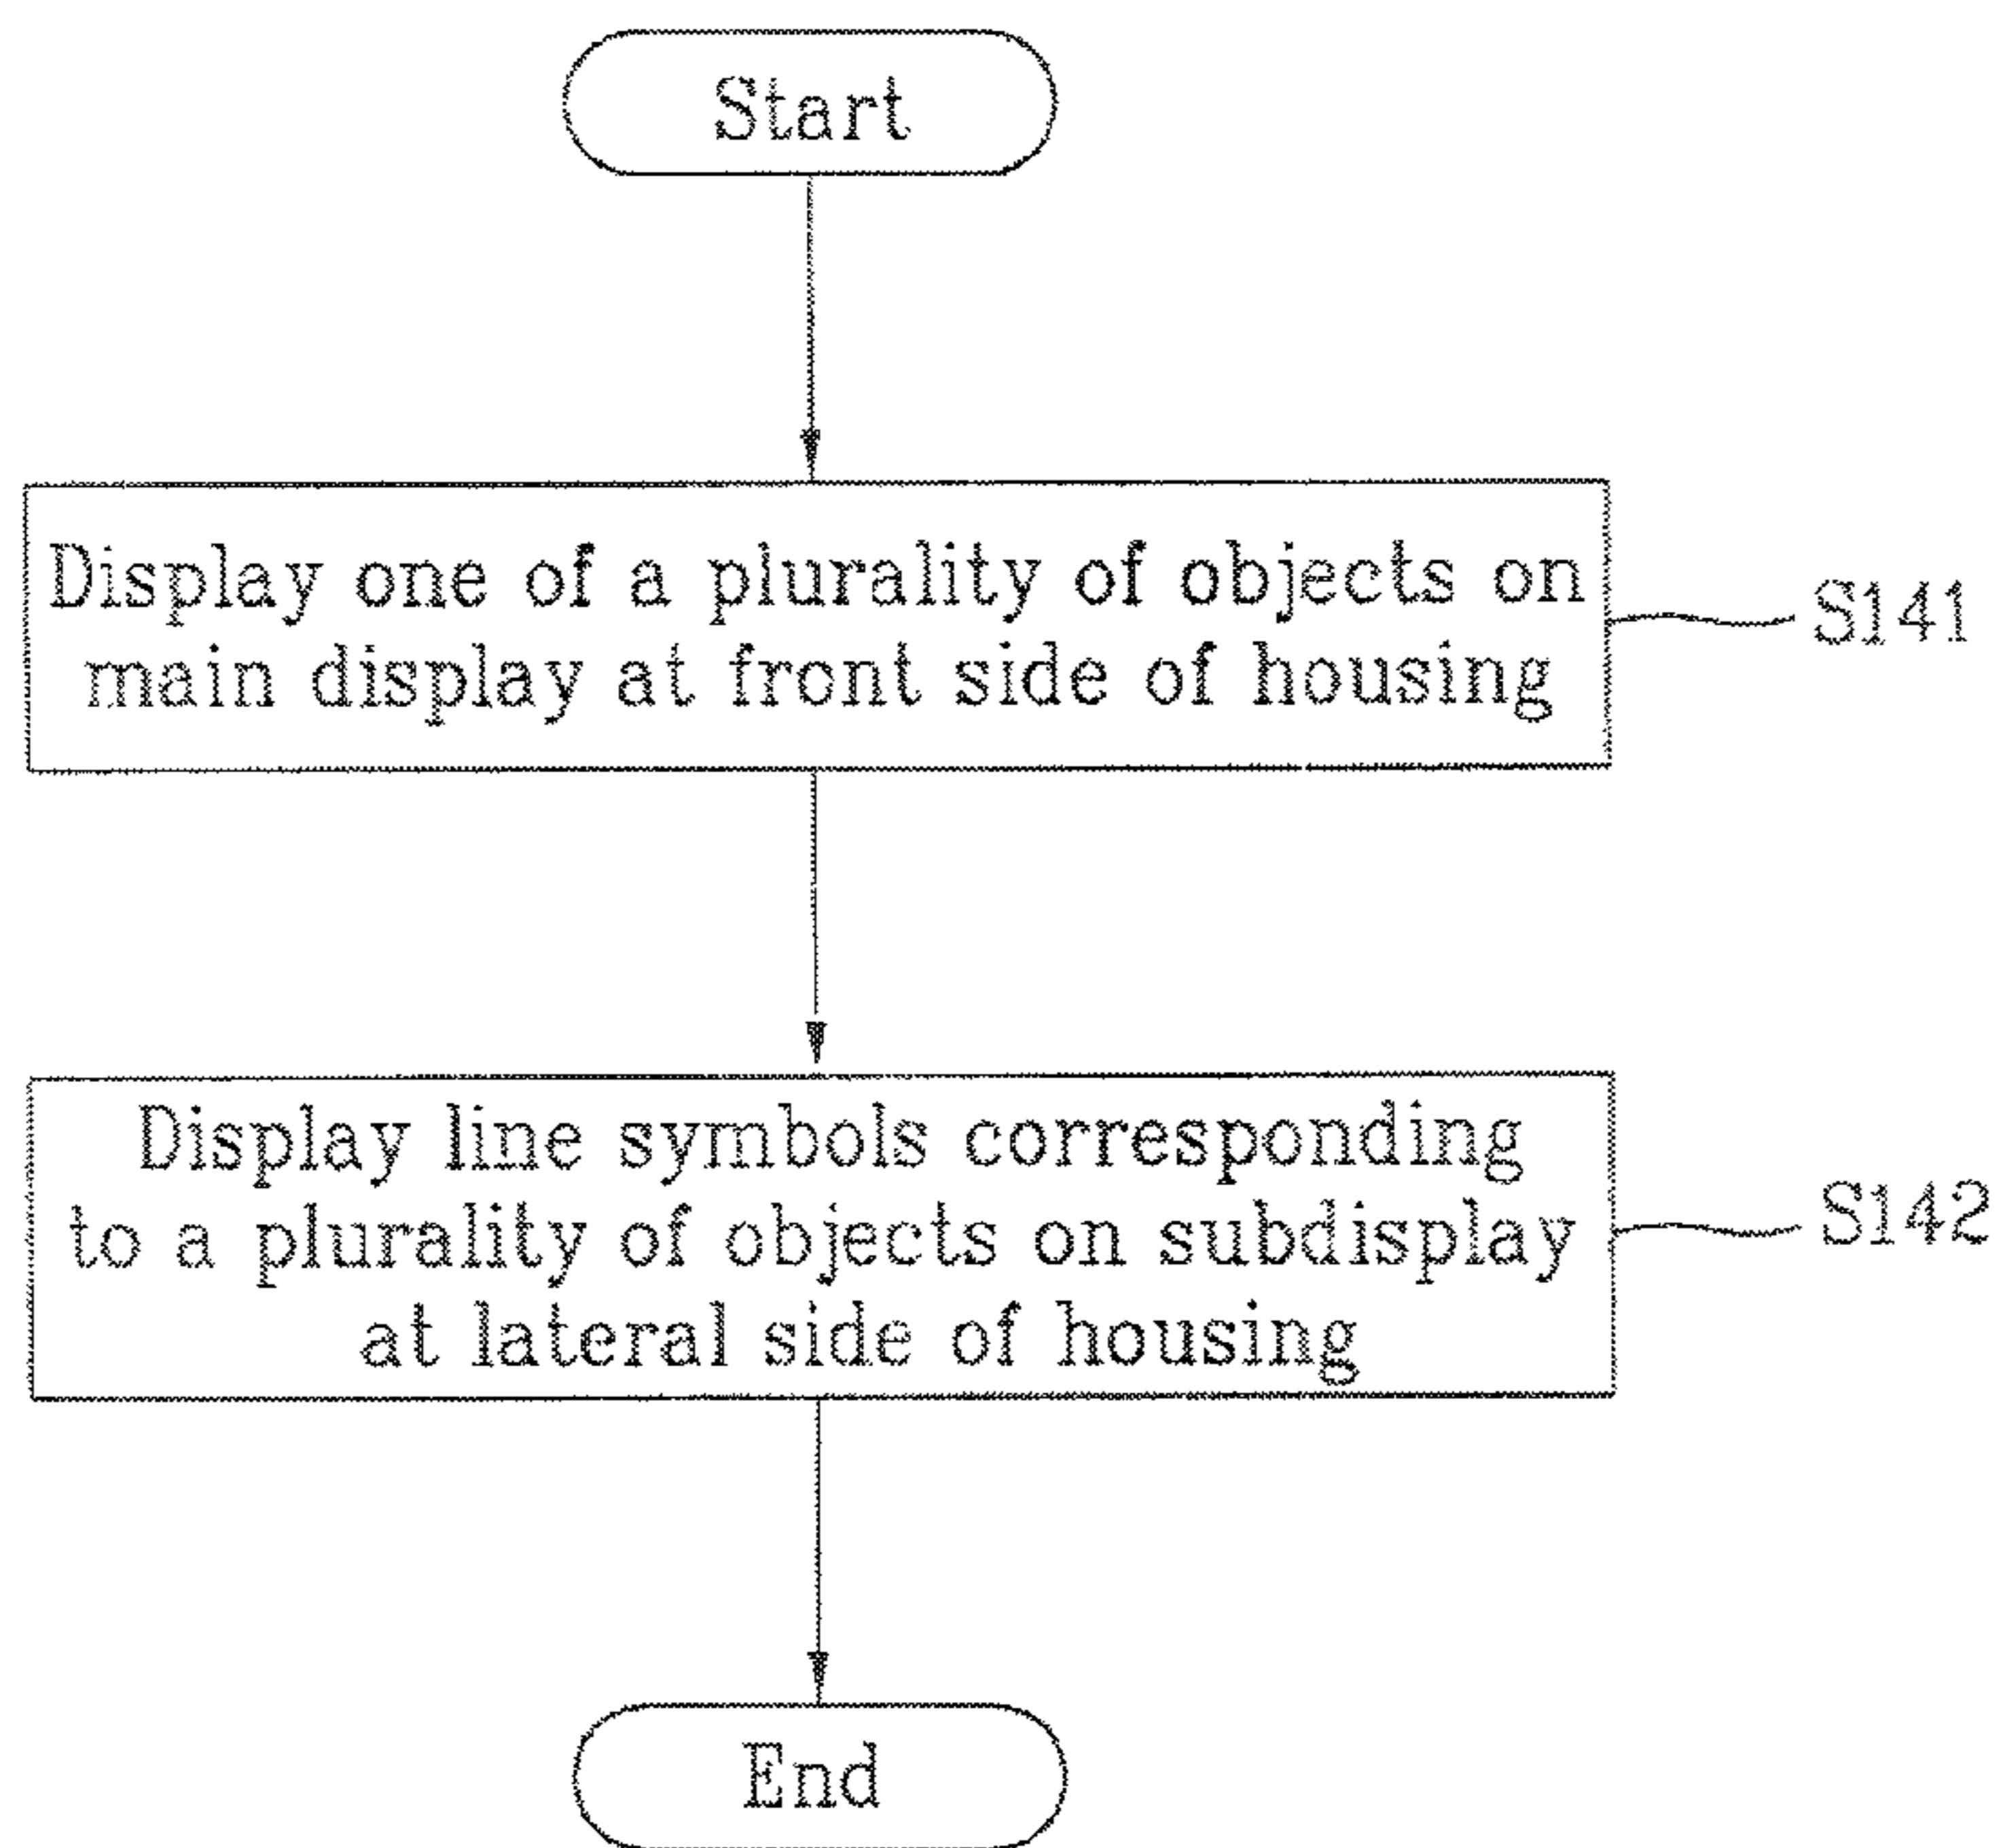 Start
Display one of a plurality of objects on
main display at front side of housing
S141
Display line symbols corresponding
to a plurality of objects on subdisplay
at lateral side of housing
S142
End